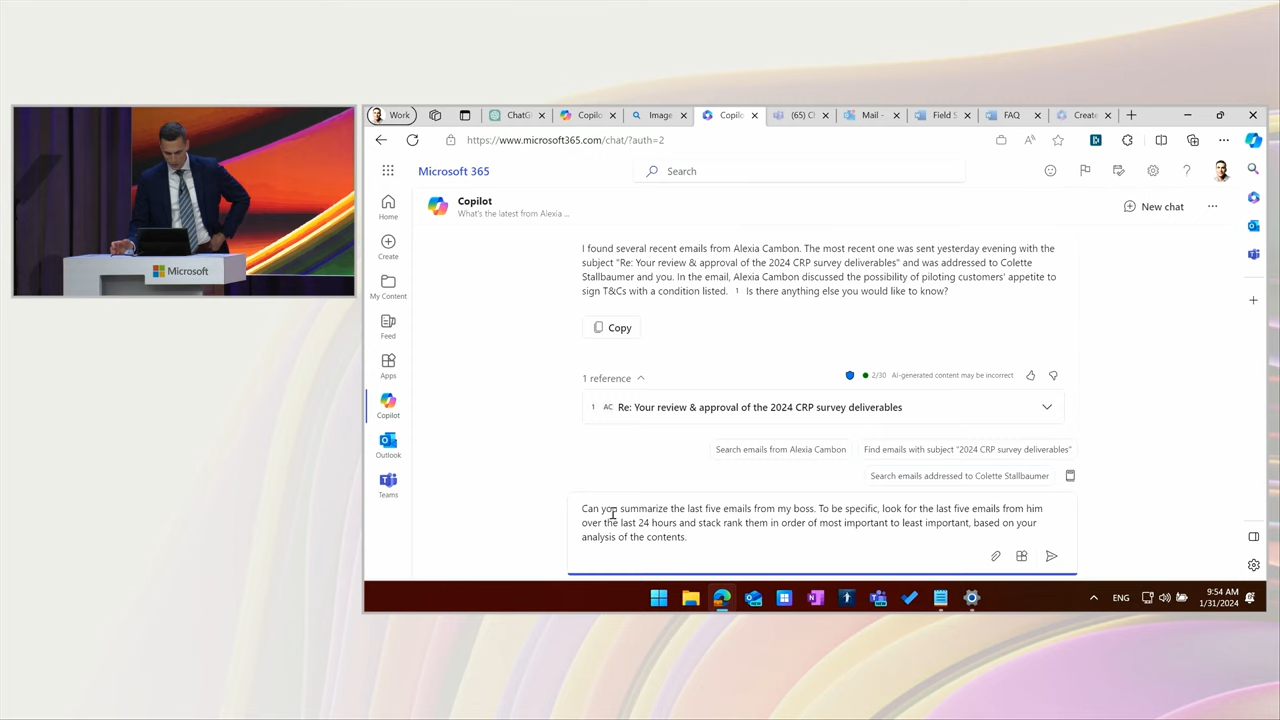 Microsoft
Work
ChatG
Copilo
Image
Copilo
(65) Cl
Mail -
Field S
FAQ
Create
https://www.microsoft365.com/chat/?auth=2
Microsoft 365
Search
Copilot
What's the latest from Alexia ...
New chat
Home
Create
My Content
Feed
Apps
Copilot
Outlook
Teams
I found several recent emails from Alexia Cambon. The most recent one was sent yesterday evening with the
subject "Re: Your review & approval of the 2024 CRP survey deliverables" and was addressed to Colette
Stallbaumer and you. In the email, Alexia Cambon discussed the possibility of piloting customers' appetite to
sign T&Cs with a condition listed. 1 Is there anything else you would like to know?
Copy
1 reference
2/30 AI-generated content may be incorrect
1 AC Re: Your review & approval of the 2024 CRP survey deliverables
Search emails from Alexia Cambon
Find emails with subject "2024 CRP survey deliverables"
Search emails addressed to Colette Stallbaumer
Can you summarize the last five emails from my boss. To be specific, look for the last five emails from him
over the last 24 hours and stack rank them in order of most important to least important, based on your
analysis of the contents.
ENG
9:54 AM
1/31/2024